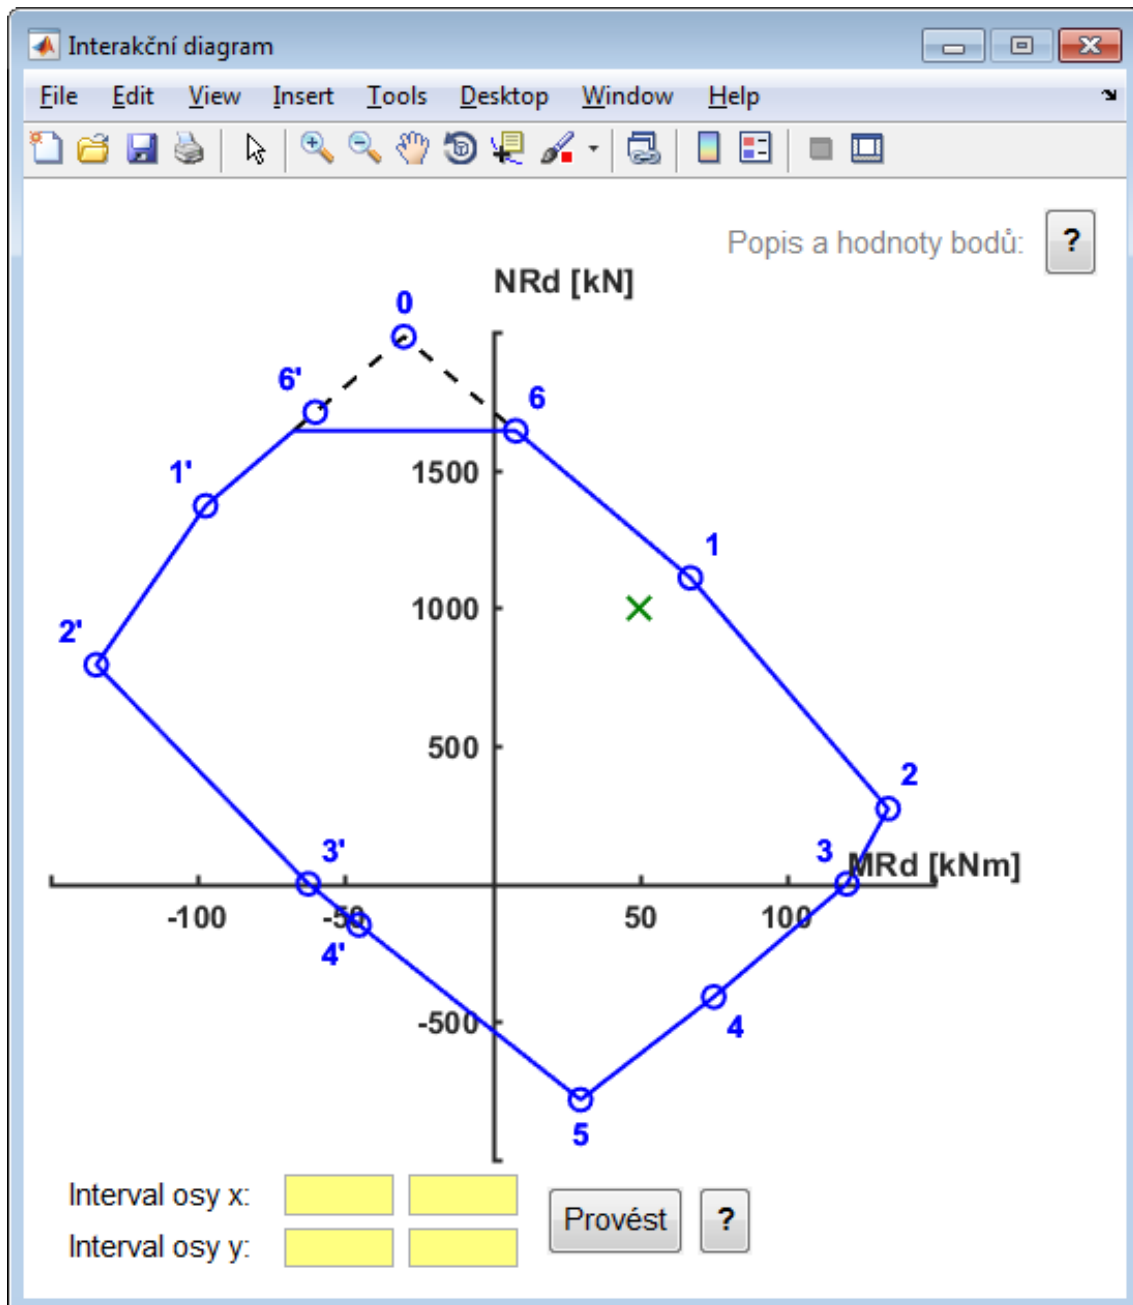 Interakční diagram
File Edit View Insert Tools Desktop Window Help
Popis a hodnoty bodů: ?
NRd [kN]
0
6'
6
1'
1500
1
1000
2'
500
2
3'
3
MRd [kNm]
-100 -50 50 100
4'
-500
4
5
Interval osy x:
Provést ?
Interval osy y: